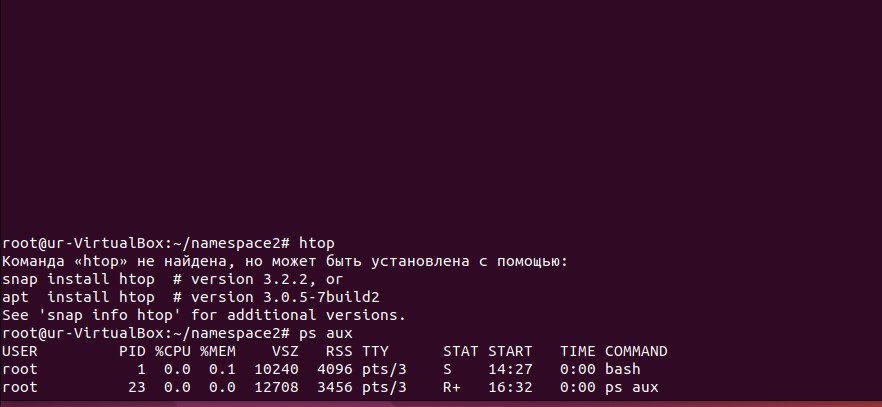 root@ur-VirtualBox:~/namespace2# htop
Команда «htop» не найдена, но может быть установлена с помощью:
snap install htop  # version 3.2.2, or
apt  install htop  # version 3.0.5-7build2
See 'snap info htop' for additional versions.
root@ur-VirtualBox:~/namespace2# ps aux
USER         PID %CPU %MEM    VSZ   RSS TTY      STAT START   TIME COMMAND
root           1  0.0  0.1  10240  4096 pts/3    S    14:27   0:00 bash
root          23  0.0  0.0  12708  3456 pts/3    R+   16:32   0:00 ps aux